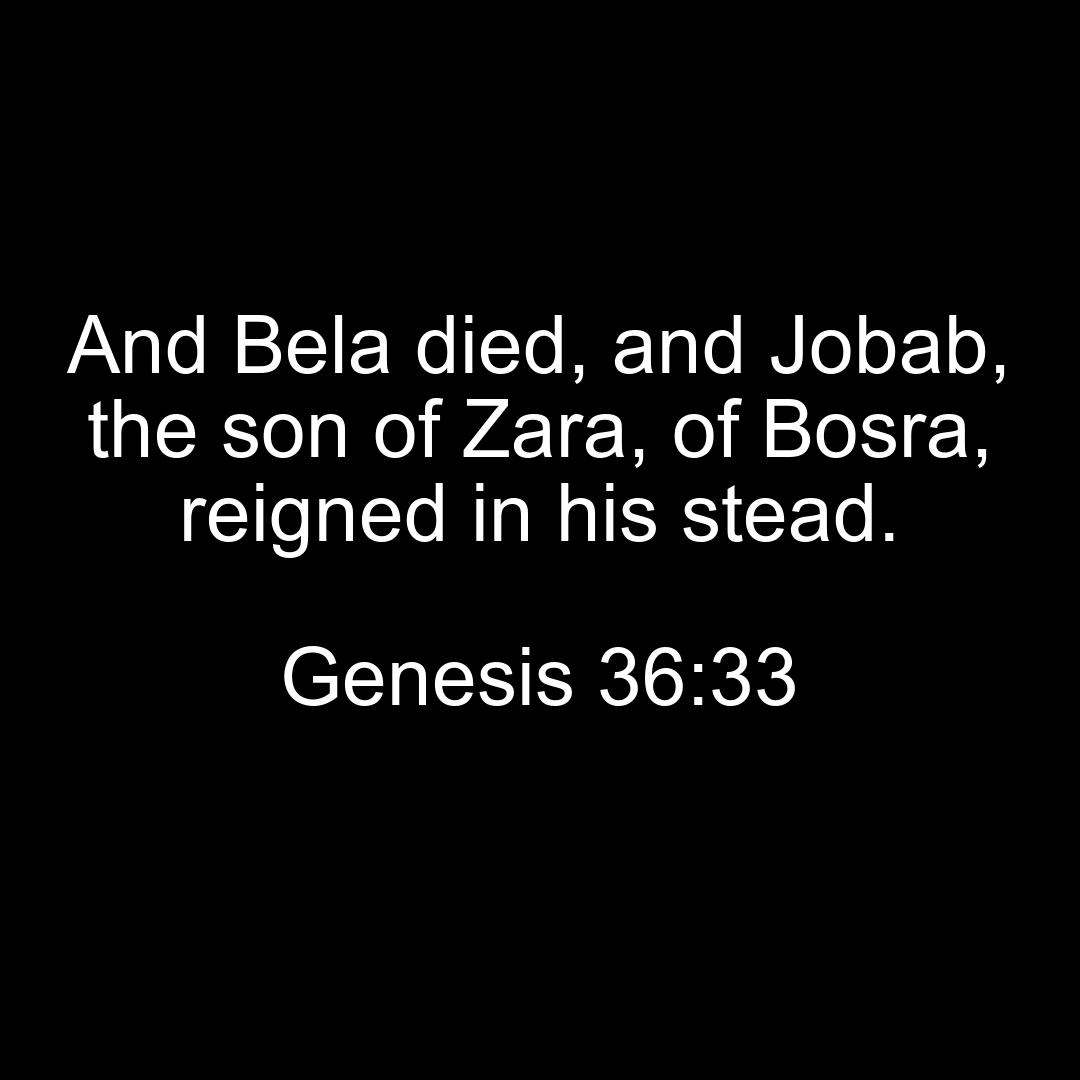 And Bela died, and Jobab,
the son of Zara, of Bosra,
reigned in his stead.
Genesis 36:33